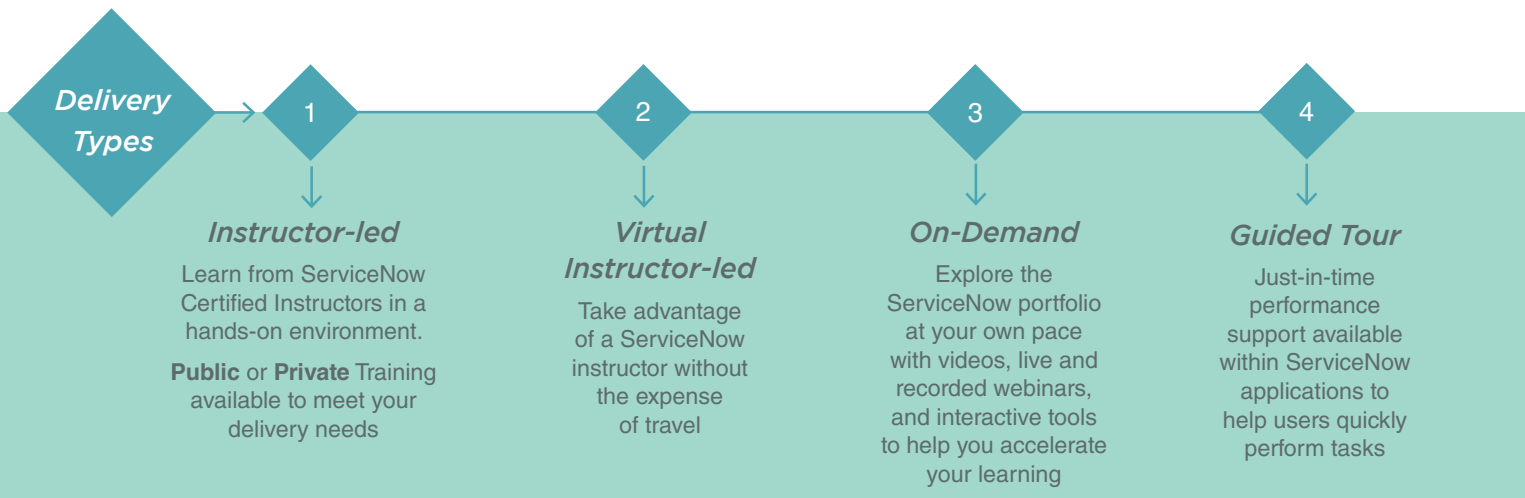 Delivery
Types
1
2
3
4
Instructor-led
Learn from ServiceNow
Certified Instructors in a
hands-on environment.
Public or Private Training
available to meet your
delivery needs
Virtual
Instructor-led
Take advantage
of a ServiceNow
instructor without
the expense
of travel
On-Demand
Explore the
ServiceNow portfolio
at your own pace
with videos, live and
recorded webinars,
and interactive tools
to help you accelerate
your learning
Guided Tour
Just-in-time
performance
support available
within ServiceNow
applications to
help users quickly
perform tasks